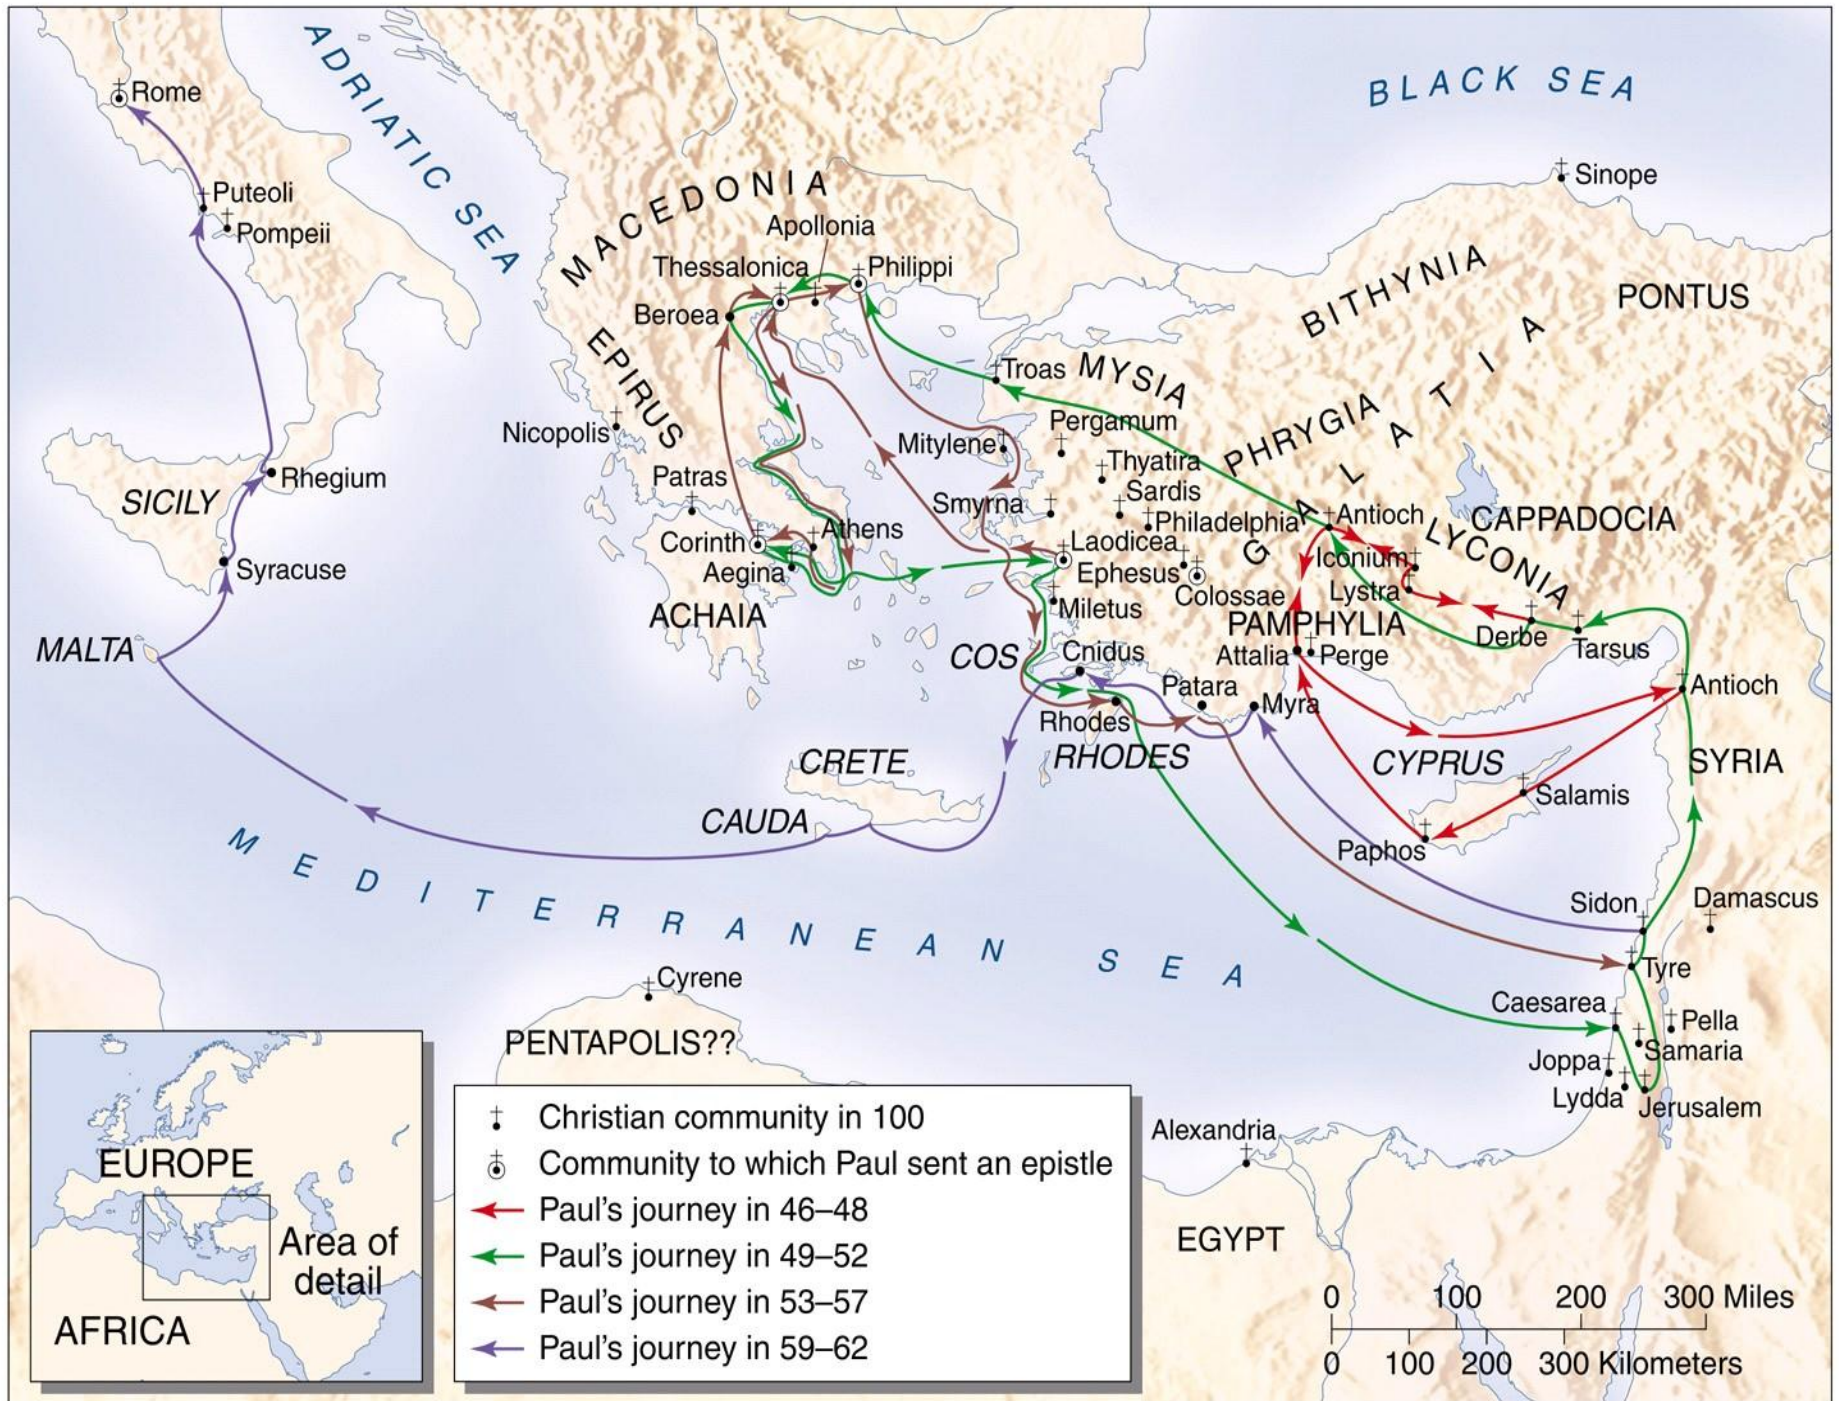 ADRIATIC SEA
BLACK SEA
Rome
Puteoli
Pompeii
Sinope
MACEDONIA
Apollonia
Thessalonica
Philippi
Beroea
BITHYNIA
PONTUS
EPIRUS
Troas
MYSIA
Pergamum
PHRYGIA
GALATIA
Nicopolis
Mitylene
Thyatira
Sardis
Smyrna
Philadelphia
Antioch
CAPPADOCIA
LYCONIA
Rhegium
SICILY
Patras
Athens
Corinth
Aegina
Laodicea
Ephesus
Colossae
Iconium
Lystra
Syracuse
ACHAIA
Miletus
PAMPHYLIA
Derbe
Tarsus
MALTA
COS
Cnidus
Attalia
Perge
Patara
Myra
Antioch
Rhodes
RHODES
CRETE
CYPRUS
SYRIA
CAUDA
Salamis
Paphos
MEDITERRANEAN SEA
Sidon
Damascus
Tyre
Cyrene
Caesarea
Pella
PENTAPOLIS??
Samaria
Joppa
Lydda
Jerusalem
Alexandria
EGYPT
EUROPE
Area of
detail
AFRICA
Christian community in 100
Community to which Paul sent an epistle
Paul's journey in 46–48
Paul's journey in 49–52
Paul's journey in 53–57
Paul's journey in 59–62
0 100 200 300 Miles
0 100 200 300 Kilometers